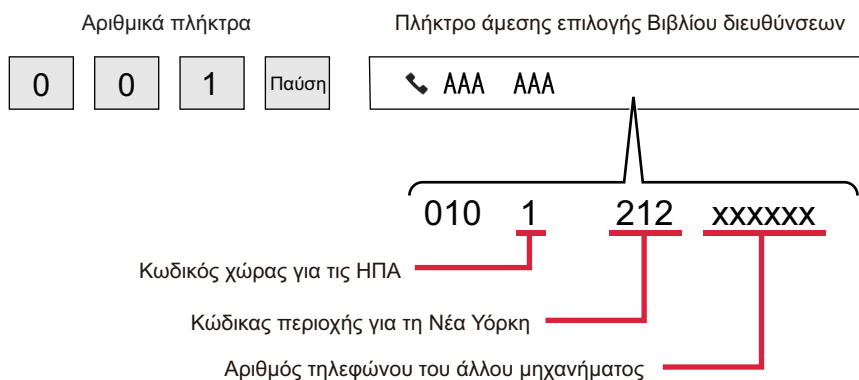 Αριθμικά πλήκτρα
Πλήκτρο άμεσης επιλογής Βιβλίου διευθύνσεων
0 0 1 Παύση AAA AAA
010 1 212 xxxxxx
Κωδικός χώρας για τις ΗΠΑ
Κώδικας περιοχής για τη Νέα Υόρκη
Αριθμός τηλεφώνου του άλλου μηχανήματος